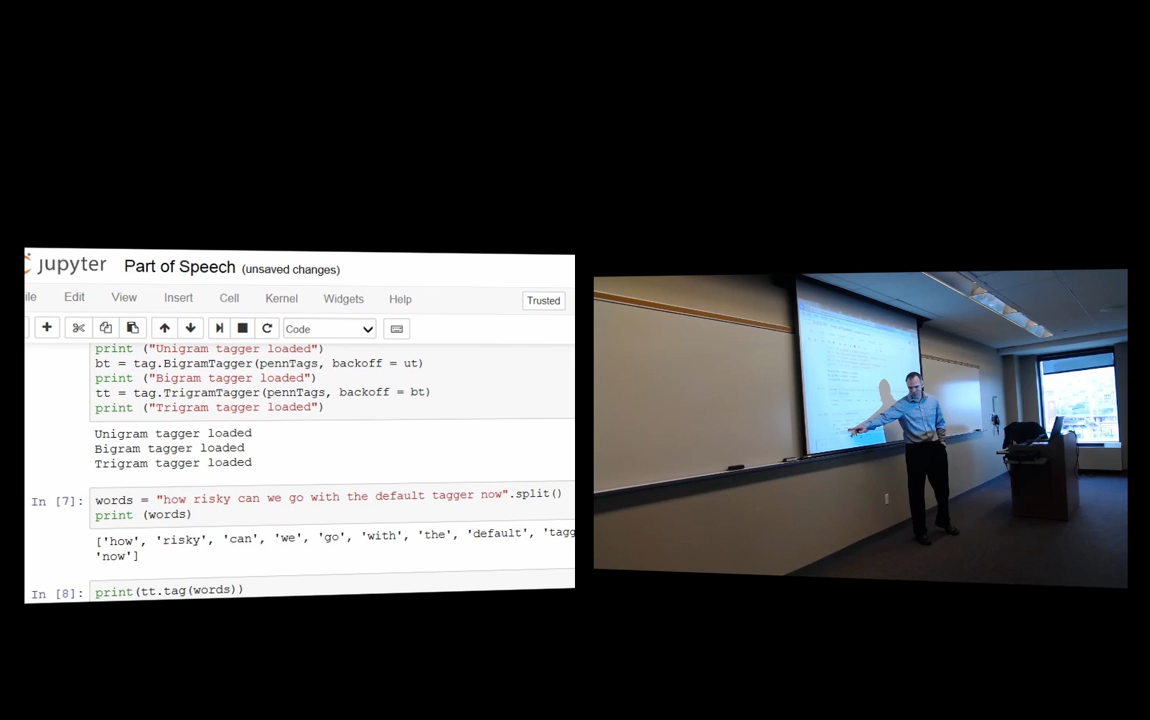 jupyter Part of Speech (unsaved changes)
ile Edit View Insert Cell Kernel Widgets Help Trusted
Code
print ("Unigram tagger loaded")
bt = tag.BigramTagger(pennTags, backoff = ut)
print ("Bigram tagger loaded")
tt = tag.TrigramTagger(pennTags, backoff = bt)
print ("Trigram tagger loaded")
Unigram tagger loaded
Bigram tagger loaded
Trigram tagger loaded
In [7]: words = "how risky can we go with the default tagger now".split()
print (words)
['how', 'risky', 'can', 'we', 'go', 'with', 'the', 'default', 'tagg
'now']
In [8]: print(tt.tag(words))